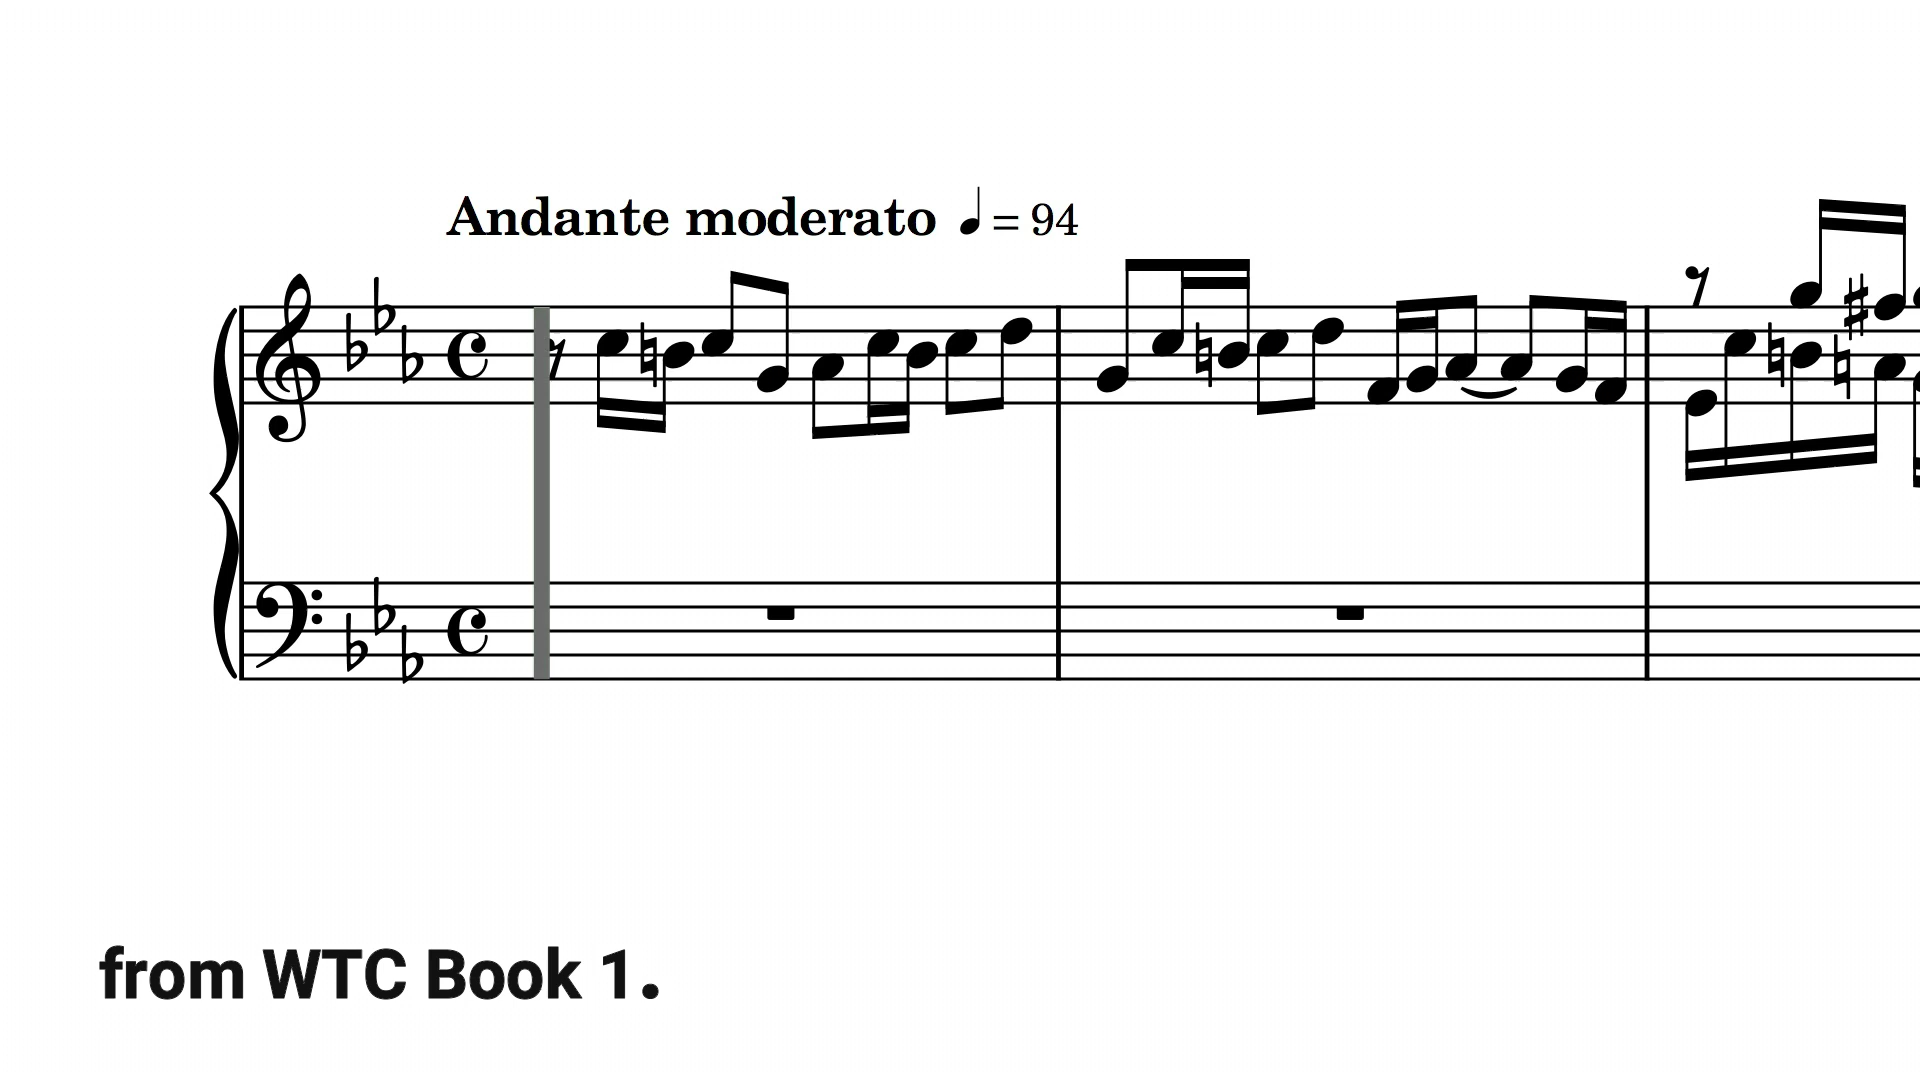 Andante moderato ♩ = 94
from WTC Book 1.